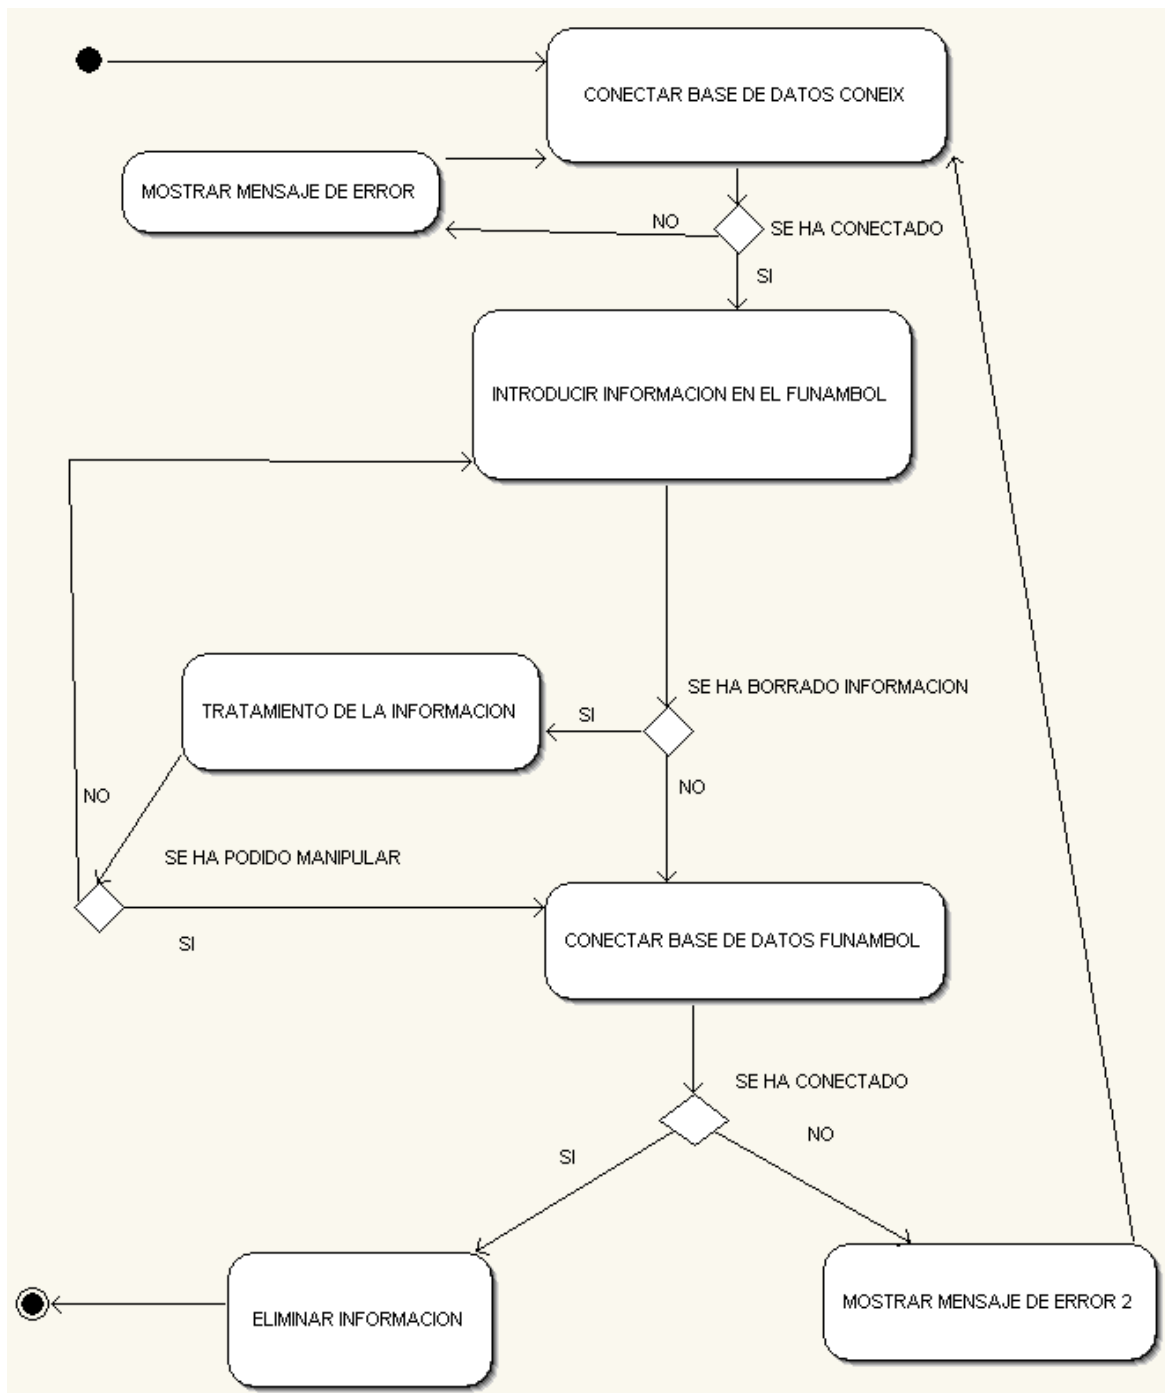 CONECTAR BASE DE DATOS CONEIX
MOSTRAR MENSAJE DE ERROR
NO
SE HA CONECTADO
SI
INTRODUCIR INFORMACION EN EL FUNAMBOL
SE HA BORRADO INFORMACION
TRATAMIENTO DE LA INFORMACION
SI
NO
NO
SE HA PODIDO MANIPULAR
SI
CONECTAR BASE DE DATOS FUNAMBOL
SE HA CONECTADO
NO
SI
MOSTRAR MENSAJE DE ERROR 2
ELIMINAR INFORMACION